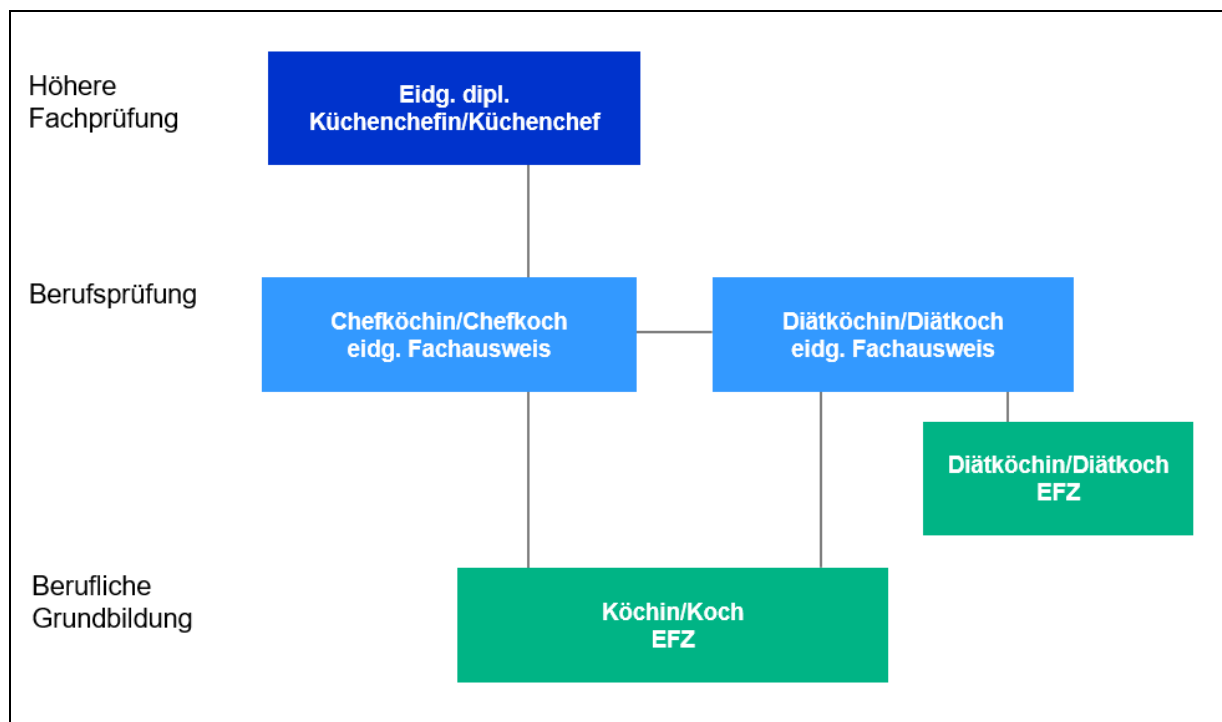 Höhere
Fachprüfung
Eidg. dipl.
Küchenchefin/Küchenchef
Berufsprüfung
Chefköchin/Chefkoch
eidg. Fachausweis
Diätköchin/Diätkoch
eidg. Fachausweis
Diätköchin/Diätkoch
EFZ
Berufliche
Grundbildung
Köchin/Koch
EFZ